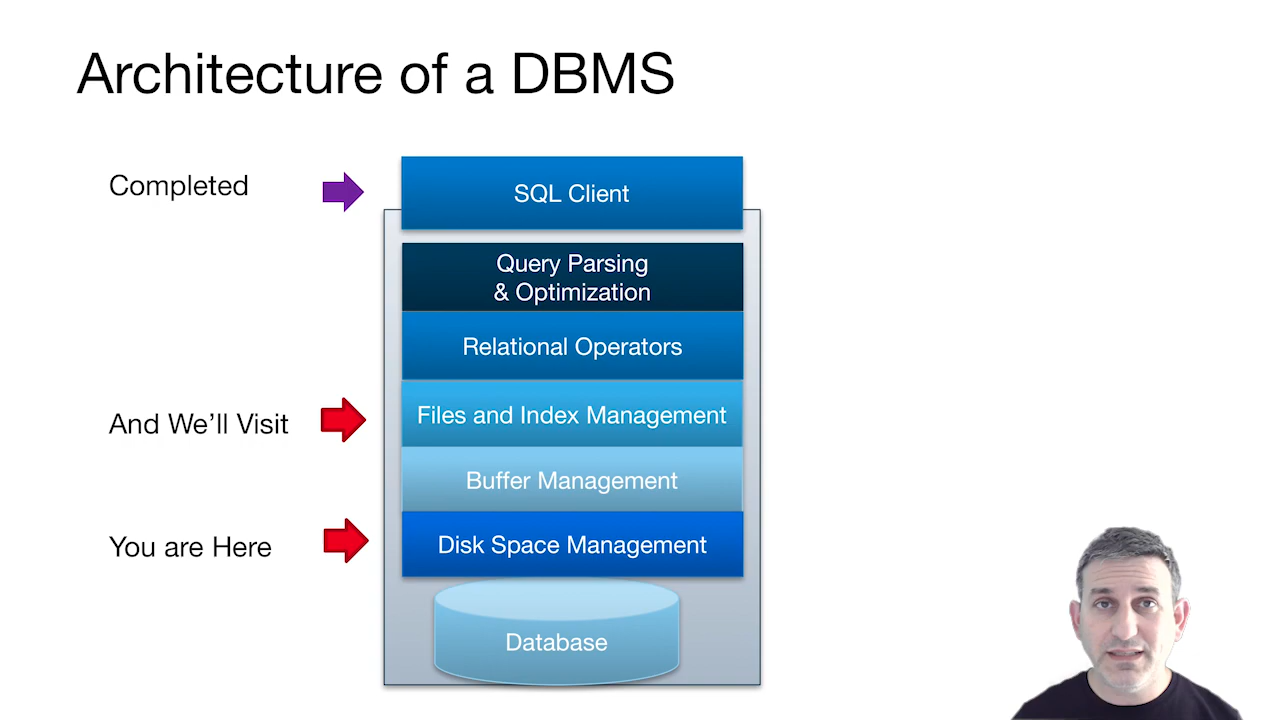 Architecture of a DBMS
Completed
SQL Client
Query Parsing
& Optimization
Relational Operators
And We’ll Visit
Files and Index Management
Buffer Management
You are Here
Disk Space Management
Database